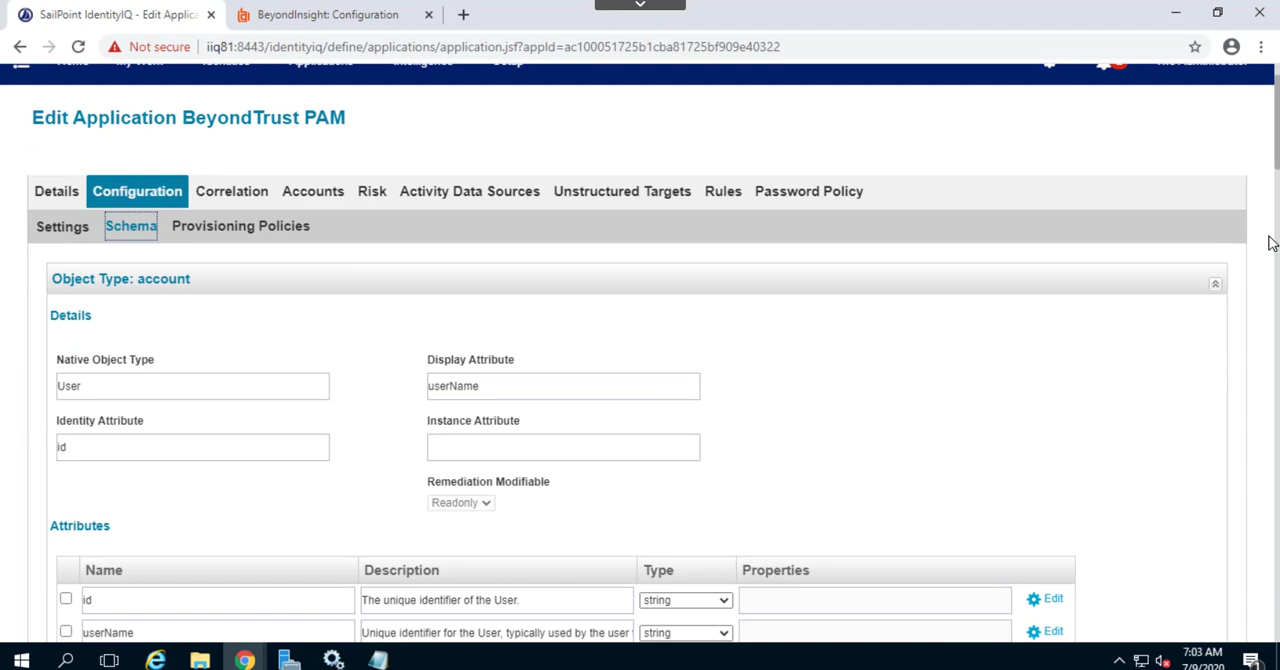 SailPoint IdentityIQ - Edit Applica
BeyondInsight: Configuration
Not secure
iiq81:8443/identityiq/define/applications/application.jsf?appId=ac100051725b1cba81725bf909e40322
Edit Application BeyondTrust PAM
Details Configuration Correlation Accounts Risk Activity Data Sources Unstructured Targets Rules Password Policy
Settings Schema Provisioning Policies
Object Type: account
Details
Native Object Type Display Attribute
User userName
Identity Attribute Instance Attribute
id
Remediation Modifiable
Readonly
Attributes
Name Description Type Properties
id The unique identifier of the User. string Edit
userName Unique identifier for the User, typically used by the user string Edit
7:03 AM
7/9/2020